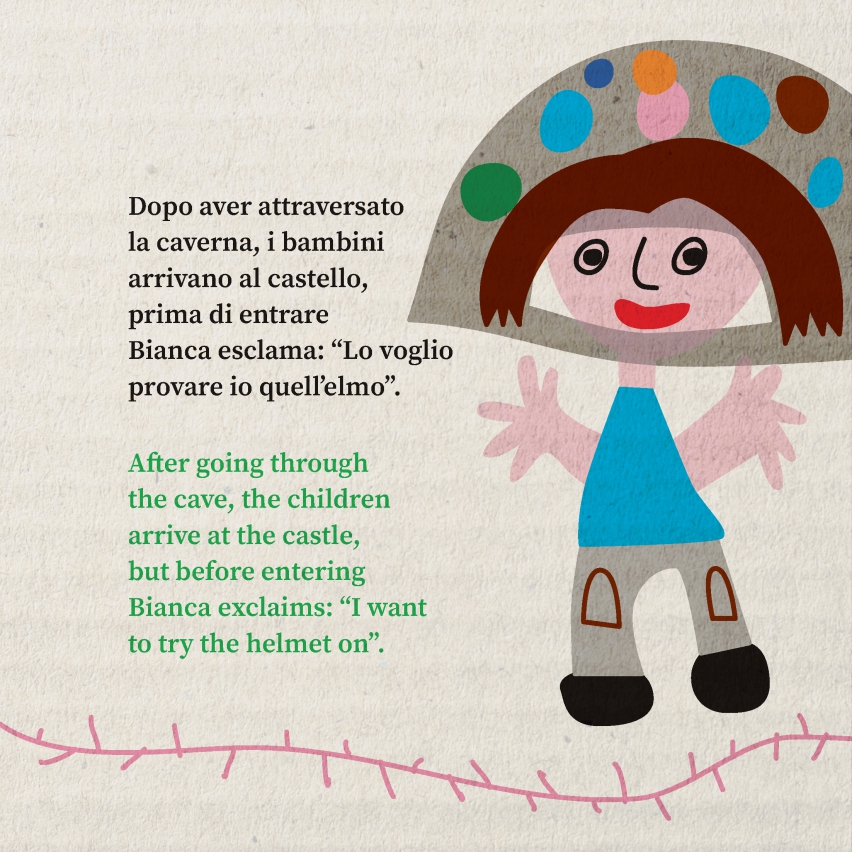 Dopo aver attraversato
la caverna, i bambini
arrivano al castello,
prima di entrare
Bianca esclama: “Lo voglio
provare io quell’elmo”.
After going through
the cave, the children
arrive at the castle,
but before entering
Bianca exclaims: “I want
to try the helmet on”.